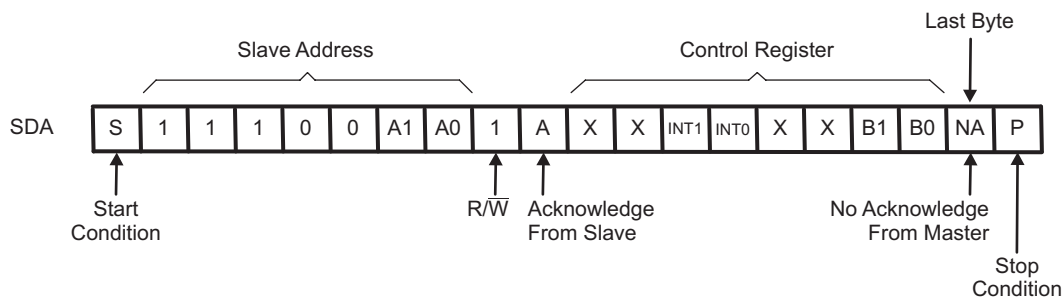 Last Byte
Slave Address Control Register
SDA S 1 1 1 0 0 A1 A0 1 A X X INT1 INT0 X X B1 B0 NA P
Start Condition
R/W̅
Acknowledge From Slave
No Acknowledge From Master
Stop Condition